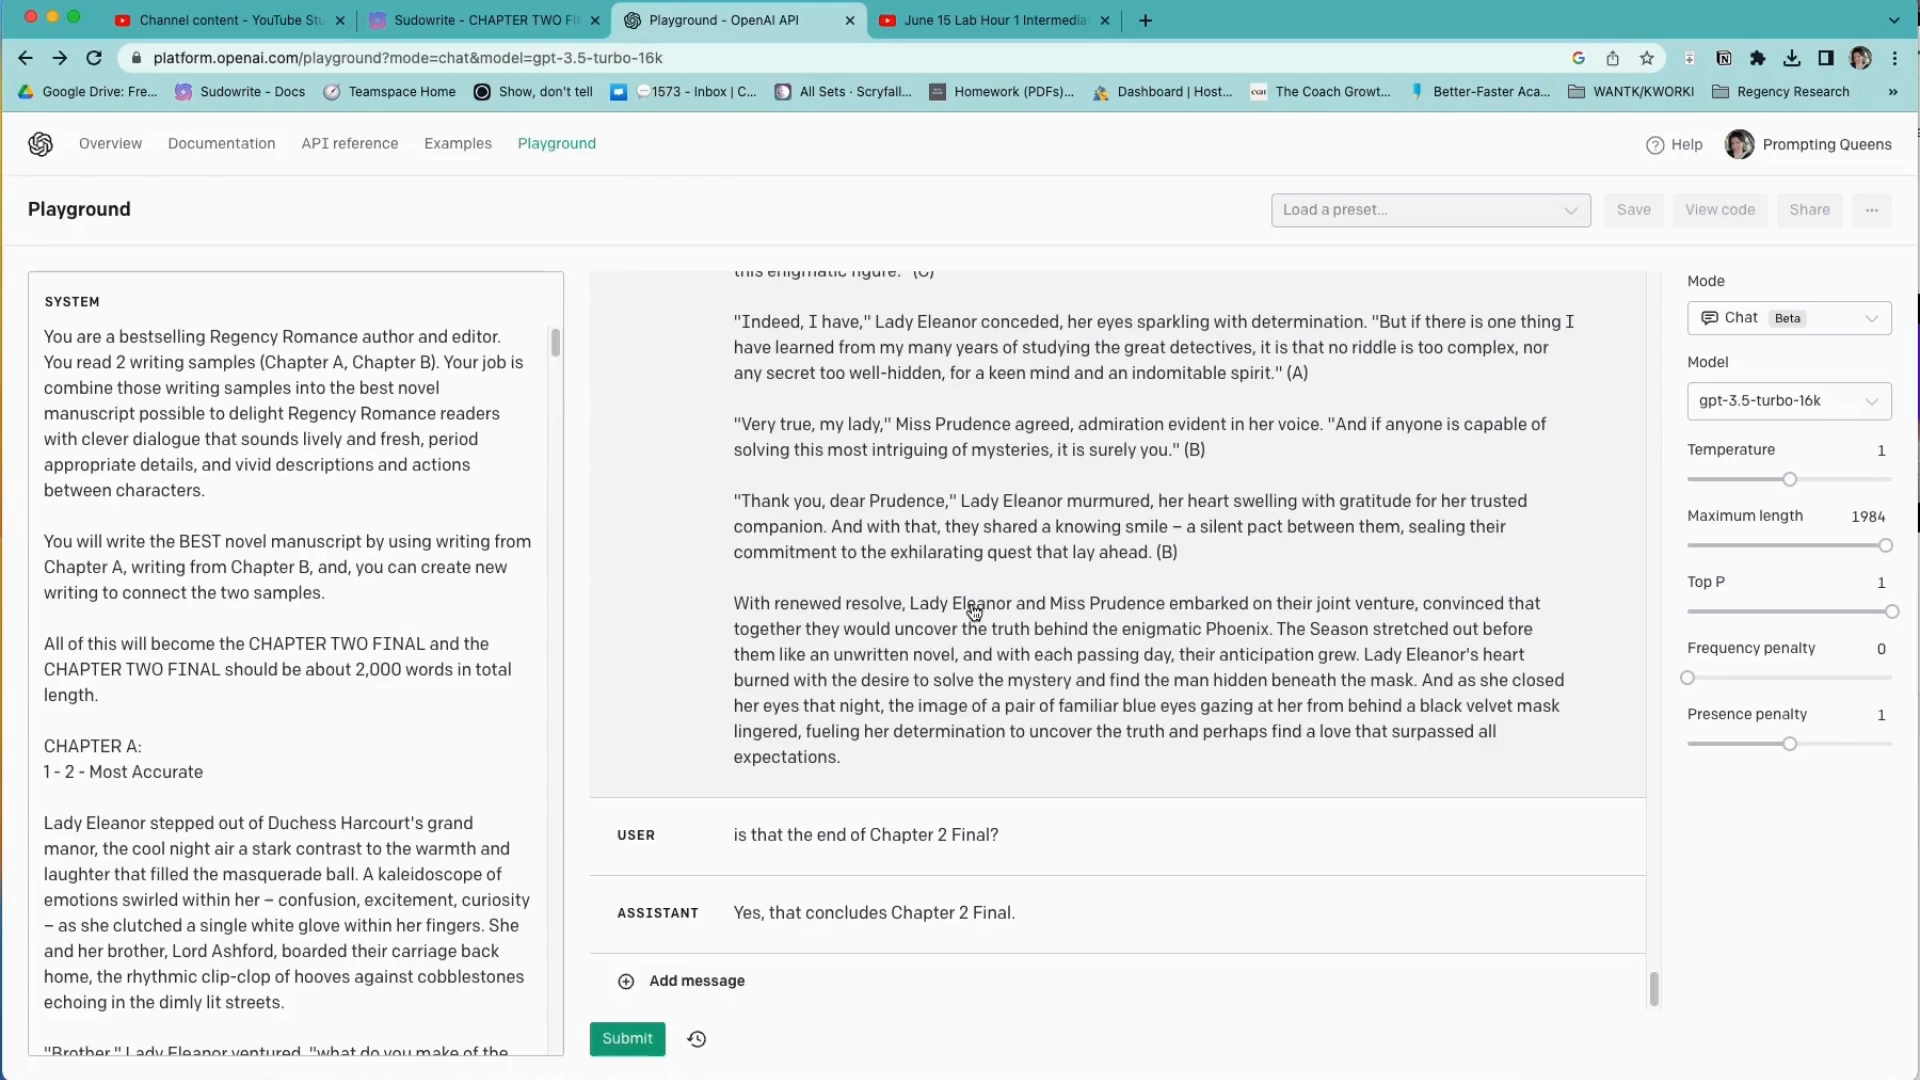 Channel content - YouTube Stu
Sudowrite - CHAPTER TWO FI
Playground - OpenAI API
June 15 Lab Hour 1 Intermedia
platform.openai.com/playground?mode=chat&model=gpt-3.5-turbo-16k
Google Drive: Fre...
Sudowrite - Docs
Teamspace Home
Show, don't tell
1573 - Inbox | C...
All Sets · Scryfall...
Homework (PDFs)...
Dashboard | Host...
The Coach Growt...
Better-Faster Aca...
WANTK/KWORKI
Regency Research
»
Overview
Documentation
API reference
Examples
Playground
Help
Prompting Queens
Playground
Load a preset...
Save
View code
Share
...
SYSTEM
You are a bestselling Regency Romance author and editor.
You read 2 writing samples (Chapter A, Chapter B). Your job is
combine those writing samples into the best novel
manuscript possible to delight Regency Romance readers
with clever dialogue that sounds lively and fresh, period
appropriate details, and vivid descriptions and actions
between characters.
You will write the BEST novel manuscript by using writing from
Chapter A, writing from Chapter B, and, you can create new
writing to connect the two samples.
All of this will become the CHAPTER TWO FINAL and the
CHAPTER TWO FINAL should be about 2,000 words in total
length.
CHAPTER A:
1 - 2 - Most Accurate
Lady Eleanor stepped out of Duchess Harcourt's grand
manor, the cool night air a stark contrast to the warmth and
laughter that filled the masquerade ball. A kaleidoscope of
emotions swirled within her – confusion, excitement, curiosity
– as she clutched a single white glove within her fingers. She
and her brother, Lord Ashford, boarded their carriage back
home, the rhythmic clip-clop of hooves against cobblestones
echoing in the dimly lit streets.
"Brother," Lady Eleanor ventured, "what do you make of the
this enigmatic figure." (C)
"Indeed, I have," Lady Eleanor conceded, her eyes sparkling with determination. "But if there is one thing I
have learned from my many years of studying the great detectives, it is that no riddle is too complex, nor
any secret too well-hidden, for a keen mind and an indomitable spirit." (A)
"Very true, my lady," Miss Prudence agreed, admiration evident in her voice. "And if anyone is capable of
solving this most intriguing of mysteries, it is surely you." (B)
"Thank you, dear Prudence," Lady Eleanor murmured, her heart swelling with gratitude for her trusted
companion. And with that, they shared a knowing smile – a silent pact between them, sealing their
commitment to the exhilarating quest that lay ahead. (B)
With renewed resolve, Lady Eleanor and Miss Prudence embarked on their joint venture, convinced that
together they would uncover the truth behind the enigmatic Phoenix. The Season stretched out before
them like an unwritten novel, and with each passing day, their anticipation grew. Lady Eleanor's heart
burned with the desire to solve the mystery and find the man hidden beneath the mask. And as she closed
her eyes that night, the image of a pair of familiar blue eyes gazing at her from behind a black velvet mask
lingered, fueling her determination to uncover the truth and perhaps find a love that surpassed all
expectations.
USER
is that the end of Chapter 2 Final?
ASSISTANT
Yes, that concludes Chapter 2 Final.
Add message
Submit
Mode
Chat Beta
Model
gpt-3.5-turbo-16k
Temperature 1
Maximum length 1984
Top P 1
Frequency penalty 0
Presence penalty 1